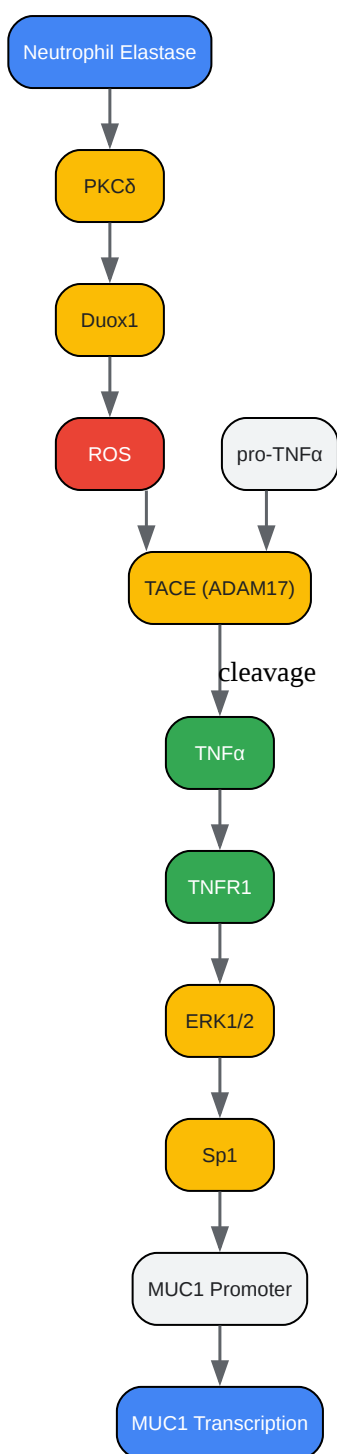 Neutrophil Elastase
PKCδ
Duox1
ROS
pro-TNFα
TACE (ADAM17)
cleavage
TNFα
TNFR1
ERK1/2
Sp1
MUC1 Promoter
MUC1 Transcription